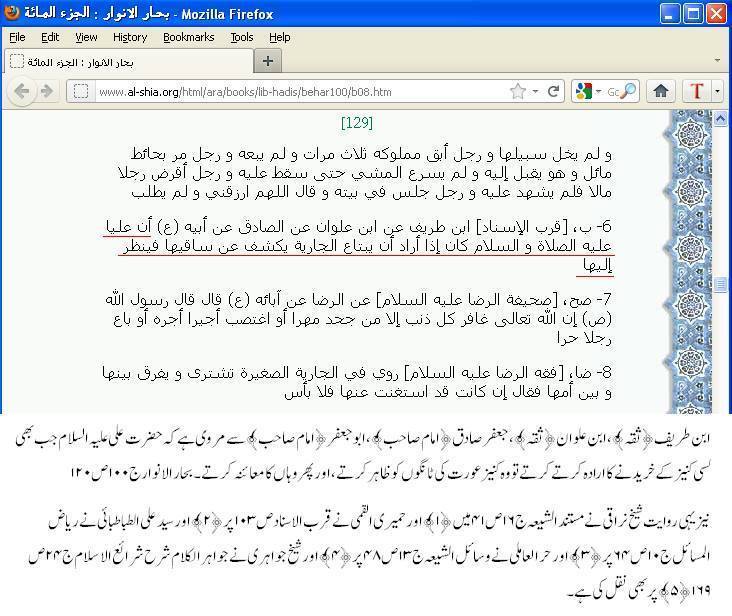 بحار الانوار : الجزء المائة - Mozilla Firefox
File Edit View History Bookmarks Tools Help
بحار الانوار : الجزء المائة
www.al-shia.org/html/ara/books/lib-hadis/behar100/b08.htm
[129]
و لم يخل سبيلها و رجل أبق مملوكه ثلاث مرات و لم يبعه و رجل مر بحائط
مائل و هو يقبل إليه و لم يسرع المشي حتى سقط عليه و رجل أقرض رجلا
مالا فلم يشهد عليه و رجل جلس في بيته و قال اللهم ارزقني و لم يطلب
6- ب، [قرب الإسناد] ابن طريف عن ابن علوان عن الصادق عن أبيه (ع) أن عليا
عليه الصلاة و السلام كان إذا أراد أن يبتاع الجارية يكشف عن ساقيها فينظر
إليها
7- صح، [صحيفة الرضا عليه السلام] عن الرضا عن آبائه (ع) قال قال رسول الله
(ص) إن الله تعالى غافر كل ذنب إلا من جحد مهرا أو اغتصب أجيرا أجره أو باع
رجلا حرا
8- ضا، [فقه الرضا عليه السلام] روي في الجارية الصغيرة تشترى و يفرق بينها
و بين أمها فقال إن كانت قد استغنت عنها فلا بأس
ابن طریف ﴿ثقہ﴾، ابن علوان ﴿ثقہ﴾، جعفر صادق ﴿امام صاحب﴾، ابو جعفر ﴿امام صاحب﴾ سے مروی ہے کہ حضرت علی علیہ السلام جب بھی
کسی کنیز کے خریدنے کا ارادہ کرتے کرتے تو وہ کنیز عورت کی ٹانگوں کو ظاہر کرتے، اور پھر وہاں کا معائنہ کرتے۔ بحار الانوار ج ۱۰۰ ص ۱۲۰
نیز یہی روایت شیخ نراقی نے مستند الشیعہ ج ۱۶ ص ۴۱ میں ﴿۱﴾ اور حمیری القمی نے قرب الاسناد ص ۱۰۳ پر ﴿۲﴾ اور سید علی الطباطبائی نے ریاض
المسائل ج ۱۰ ص ۶۴ پر ﴿۳﴾ اور حر العاملی نے وسائل الشیعہ ج ۱۳ ص ۴۸ پر ﴿۴﴾ اور شیخ جواہری نے جواہر الکلام شرح شرائع الاسلام ج ۲۴ ص
۱۶۹ ﴿۵﴾ پر بھی نقل کی ہے۔